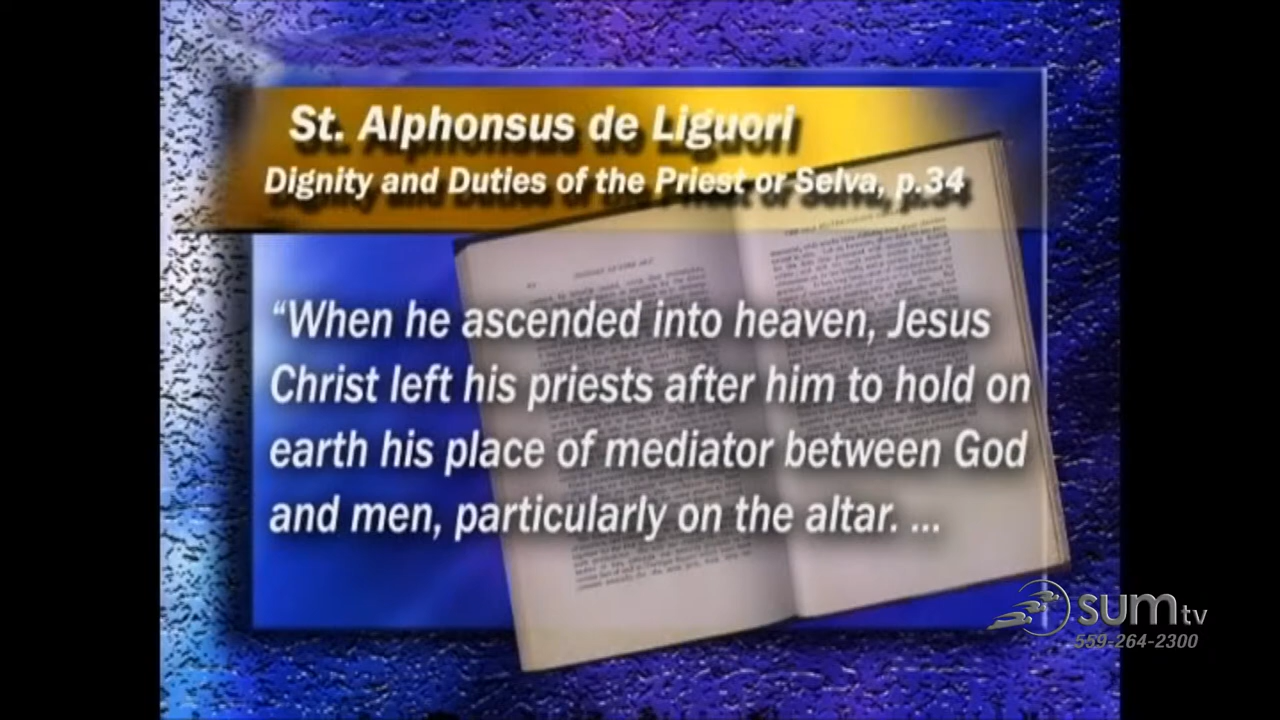 St. Alphonsus de Liguori
Dignity and Duties of the Priest or Selva, p.34
“When he ascended into heaven, Jesus
Christ left his priests after him to hold on
earth his place of mediator between God
and men, particularly on the altar. ...
sumtv
559-264-2300